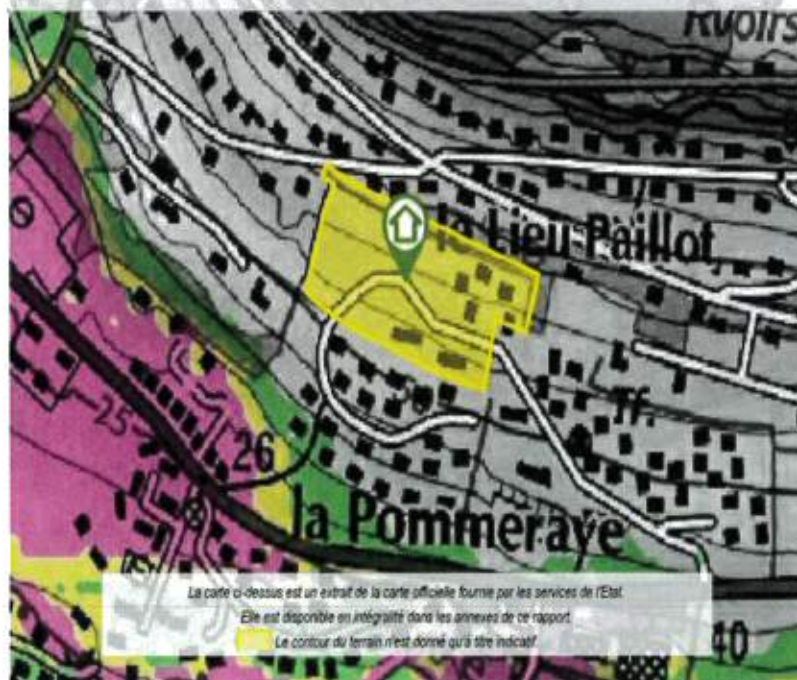 Rvoirs
le Lieu Paillot
25
Tf.
26
la Pommeraye
La carte ci-dessus est un extrait de la carte officielle fournie par les services de l'Etat.
Elle est disponible en intégralité dans les annexes de ce rapport.
Le contour du terrain n'est donné qu'à titre indicatif.
40